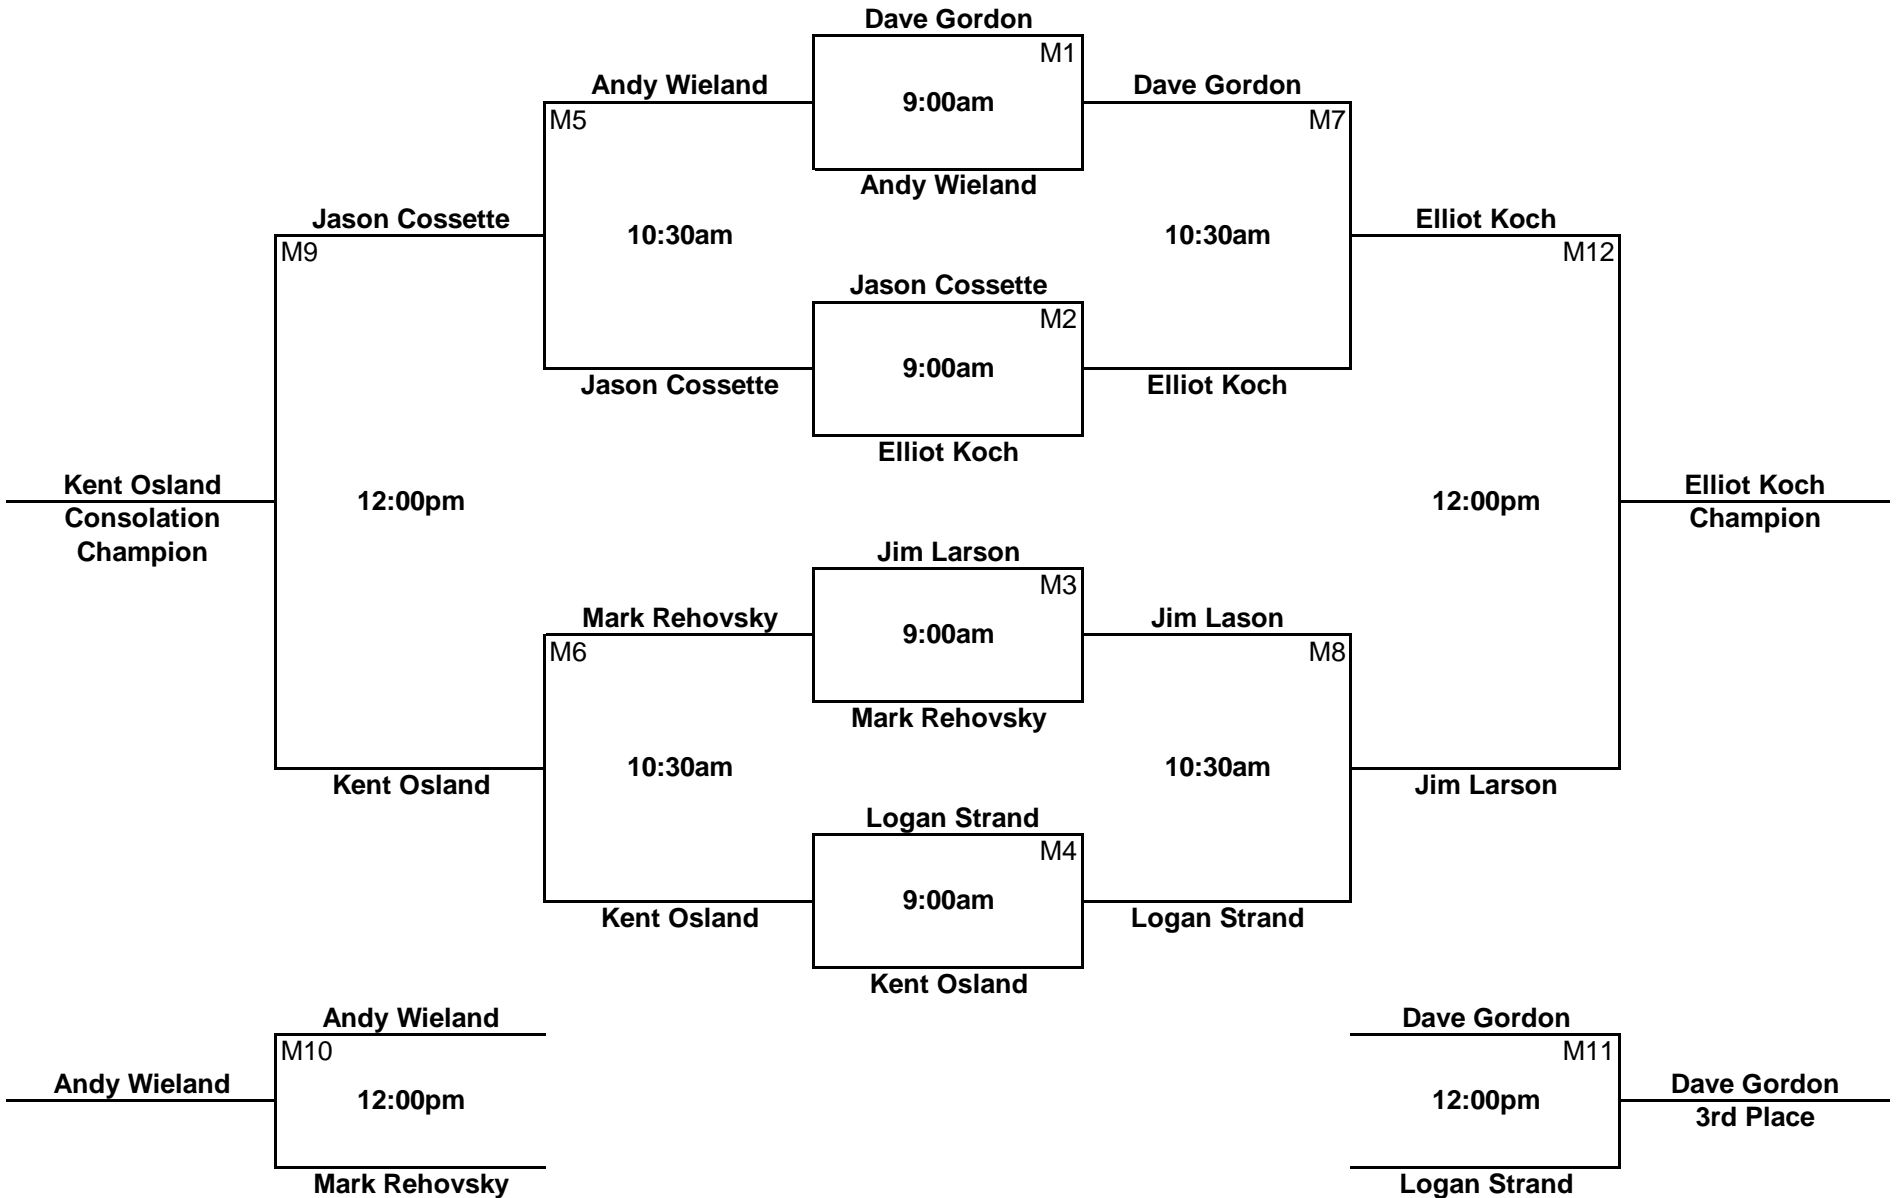 Dave Gordon
M1
Andy Wieland
9:00am
Dave Gordon
M5
M7
Andy Wieland
Jason Cossette
10:30am
10:30am
Elliot Koch
M9
M12
Jason Cossette
M2
Jason Cossette
9:00am
Elliot Koch
Elliot Koch
Kent Osland
12:00pm
12:00pm
Elliot Koch
Consolation
Champion
Champion
Jim Larson
M3
Mark Rehovsky
9:00am
Jim Lason
M6
M8
Mark Rehovsky
10:30am
10:30am
Kent Osland
Jim Larson
Logan Strand
M4
Kent Osland
9:00am
Logan Strand
Kent Osland
Andy Wieland
Dave Gordon
M10
M11
Andy Wieland
12:00pm
12:00pm
Dave Gordon
3rd Place
Mark Rehovsky
Logan Strand